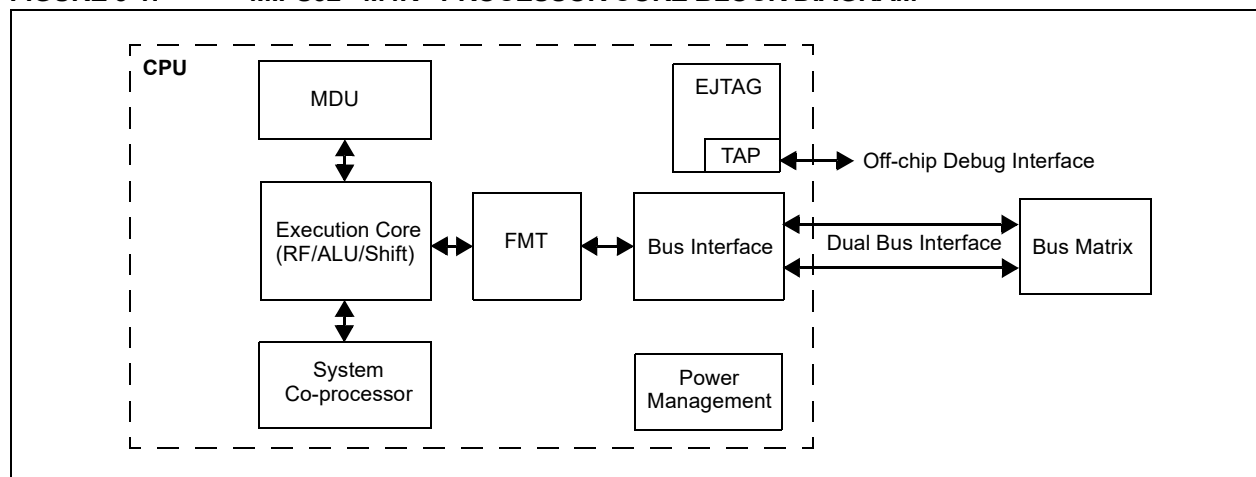 CPU
MDU
EJTAG
TAP
Off-chip Debug Interface
Execution Core
(RF/ALU/Shift)
FMT
Bus Interface
Dual Bus Interface
Bus Matrix
System
Co-processor
Power
Management